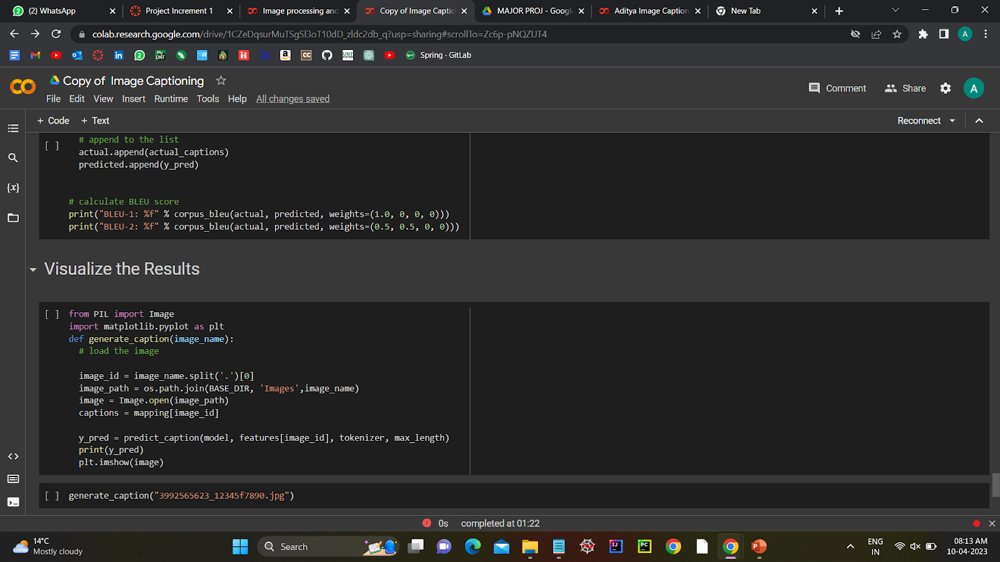 (2) WhatsApp
Project Increment 1
Image processing and
Copy of Image Captio
MAJOR PROJ - Google
Aditya Image Caption
New Tab
colab.research.google.com/drive/1CZeDqsurMuTSgSl3oT10dD_zldc2db_q?usp=sharing#scrollTo=Zc6p-pNQZUT4
Spring · GitLab
Copy of Image Captioning
Comment
Share
A
File Edit View Insert Runtime Tools Help All changes saved
+ Code + Text
Reconnect
# append to the list
[ ]
actual.append(actual_captions)
predicted.append(y_pred)
# calculate BLEU score
print("BLEU-1: %f" % corpus_bleu(actual, predicted, weights=(1.0, 0, 0, 0)))
print("BLEU-2: %f" % corpus_bleu(actual, predicted, weights=(0.5, 0.5, 0, 0)))
Visualize the Results
[ ] from PIL import Image
import matplotlib.pyplot as plt
def generate_caption(image_name):
# load the image
image_id = image_name.split('.')[0]
image_path = os.path.join(BASE_DIR, 'Images',image_name)
image = Image.open(image_path)
captions = mapping[image_id]
y_pred = predict_caption(model, features[image_id], tokenizer, max_length)
print(y_pred)
plt.imshow(image)
[ ] generate_caption("3992565623_12345f7890.jpg")
0s completed at 01:22
14°C
Mostly cloudy
Search
ENG
IN
08:13 AM
10-04-2023